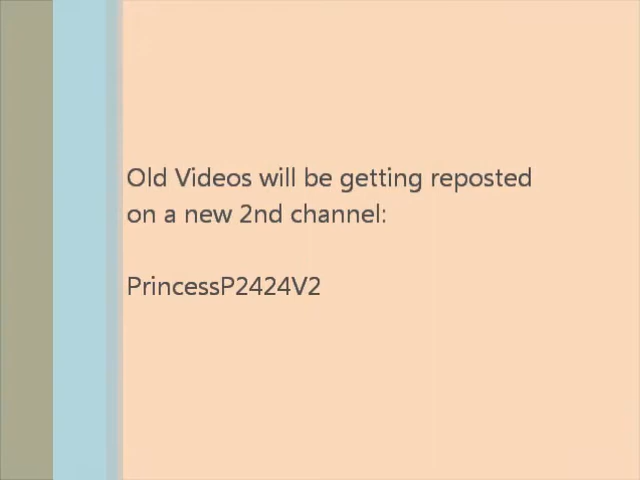 Old Videos will be getting reposted
on a new 2nd channel:
PrincessP2424V2